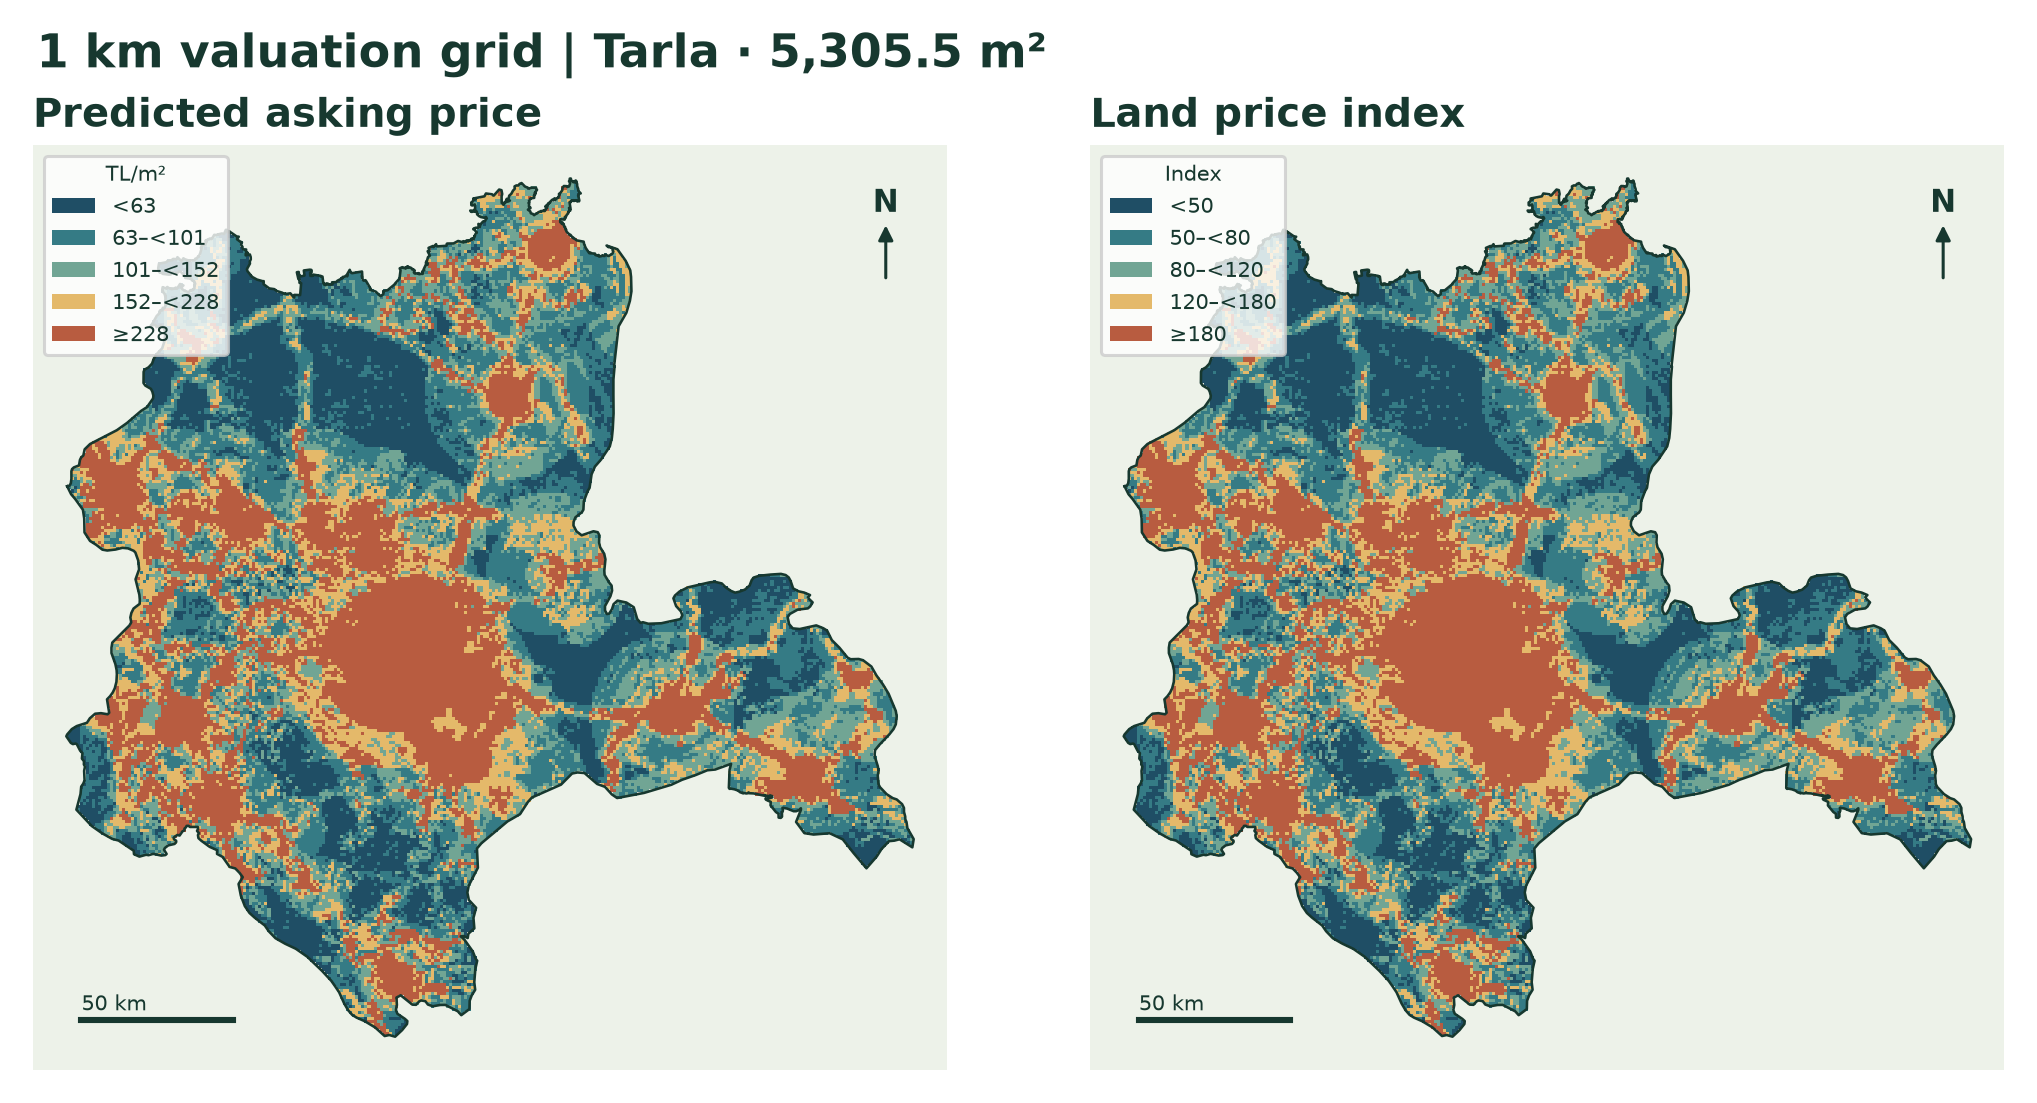 1 km valuation grid | Tarla · 5,305.5 m²
Predicted asking price
TL/m²
<63
63–<101
101–<152
152–<228
≥228
N
50 km
Land price index
Index
<50
50–<80
80–<120
120–<180
≥180
N
50 km